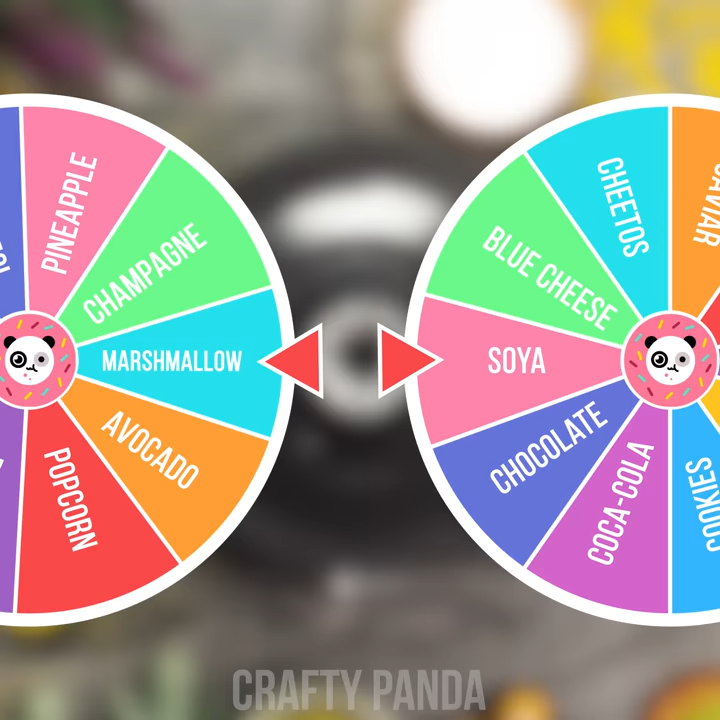 PINEAPPLE
CHAMPAGNE
MARSHMALLOW
AVOCADO
POPCORN
CHEETOS
BLUE CHEESE
SOYA
CHOCOLATE
COCA-COLA
COOKIES
CRAFTY PANDA